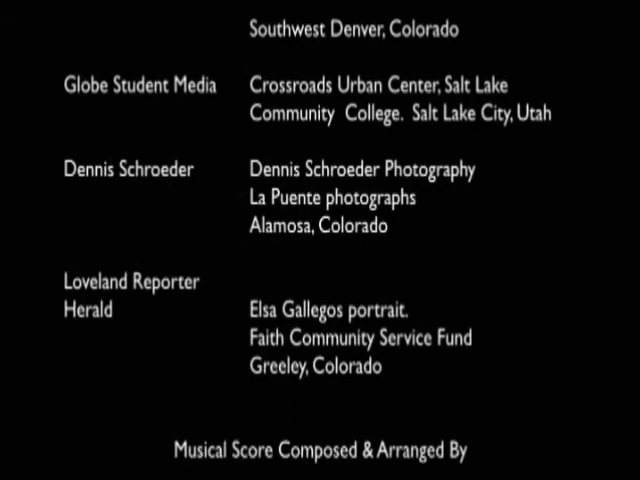 Southwest Denver, Colorado
Globe Student Media Crossroads Urban Center, Salt Lake
Community College. Salt Lake City, Utah
Dennis Schroeder Dennis Schroeder Photography
La Puente photographs
Alamosa, Colorado
Loveland Reporter
Herald Elsa Gallegos portrait.
Faith Community Service Fund
Greeley, Colorado
Musical Score Composed & Arranged By